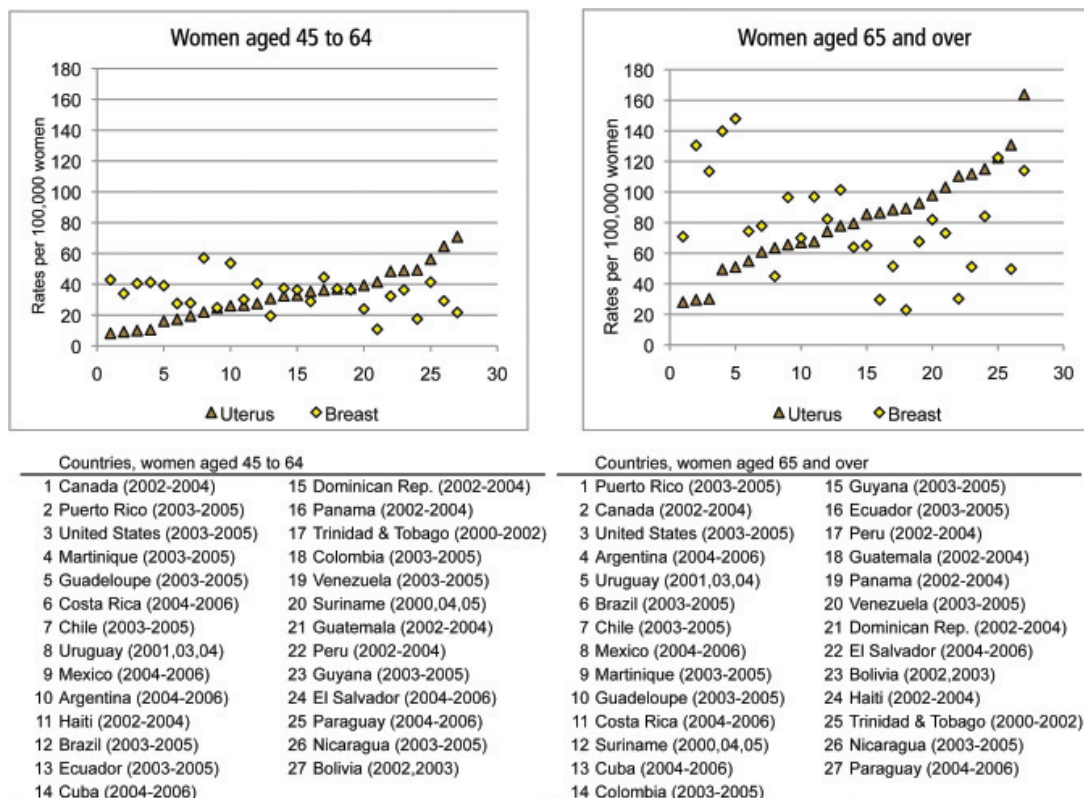 Women aged 45 to 64
180
160
140
120
100
80
60
40
20
0
Rates per 100,000 women
0 5 10 15 20 25 30
Uterus Breast
Women aged 65 and over
180
160
140
120
100
80
60
40
20
0
Rates per 100,000 women
0 5 10 15 20 25 30
Uterus Breast
Countries, women aged 45 to 64
1 Canada (2002-2004)
2 Puerto Rico (2003-2005)
3 United States (2003-2005)
4 Martinique (2003-2005)
5 Guadeloupe (2003-2005)
6 Costa Rica (2004-2006)
7 Chile (2003-2005)
8 Uruguay (2001,03,04)
9 Mexico (2004-2006)
10 Argentina (2004-2006)
11 Haiti (2002-2004)
12 Brazil (2003-2005)
13 Ecuador (2003-2005)
14 Cuba (2004-2006)
15 Dominican Rep. (2002-2004)
16 Panama (2002-2004)
17 Trinidad & Tobago (2000-2002)
18 Colombia (2003-2005)
19 Venezuela (2003-2005)
20 Suriname (2000,04,05)
21 Guatemala (2002-2004)
22 Peru (2002-2004)
23 Guyana (2003-2005)
24 El Salvador (2004-2006)
25 Paraguay (2004-2006)
26 Nicaragua (2003-2005)
27 Bolivia (2002,2003)
Countries, women aged 65 and over
1 Puerto Rico (2003-2005)
2 Canada (2002-2004)
3 United States (2003-2005)
4 Argentina (2004-2006)
5 Uruguay (2001,03,04)
6 Brazil (2003-2005)
7 Chile (2003-2005)
8 Mexico (2004-2006)
9 Martinique (2003-2005)
10 Guadeloupe (2003-2005)
11 Costa Rica (2004-2006)
12 Suriname (2000,04,05)
13 Cuba (2004-2006)
14 Colombia (2003-2005)
15 Guyana (2003-2005)
16 Ecuador (2003-2005)
17 Peru (2002-2004)
18 Guatemala (2002-2004)
19 Panama (2002-2004)
20 Venezuela (2003-2005)
21 Dominican Rep. (2002-2004)
22 El Salvador (2004-2006)
23 Bolivia (2002,2003)
24 Haiti (2002-2004)
25 Trinidad & Tobago (2000-2002)
26 Nicaragua (2003-2005)
27 Paraguay (2004-2006)